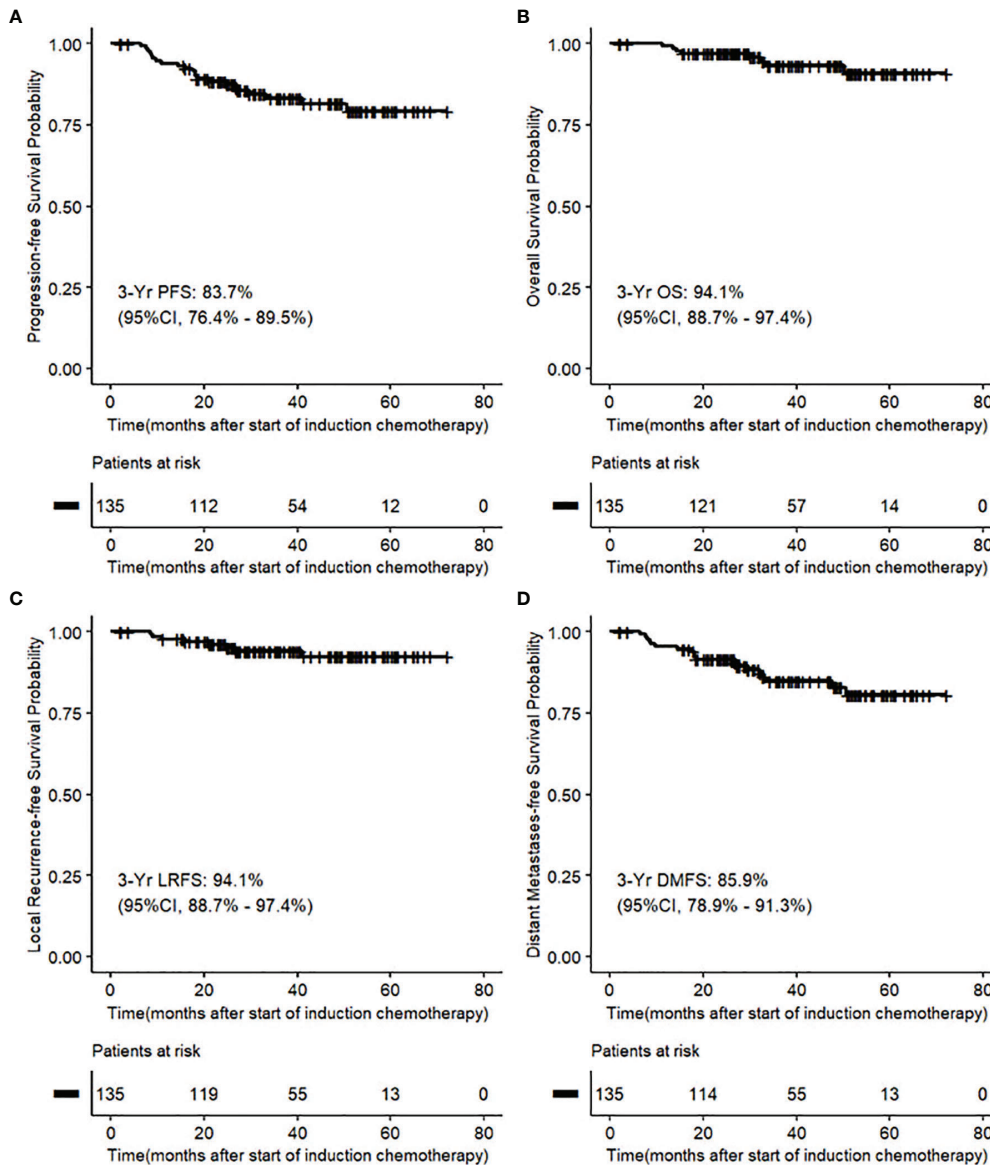 A
Progression-free Survival Probability
1.00
0.75
0.50
0.25
0.00
3-Yr PFS: 83.7%
(95%CI, 76.4% - 89.5%)
0 20 40 60 80
Time(months after start of induction chemotherapy)
Patients at risk
135 112 54 12 0
0 20 40 60 80
Time(months after start of induction chemotherapy)
B
Overall Survival Probability
1.00
0.75
0.50
0.25
0.00
3-Yr OS: 94.1%
(95%CI, 88.7% - 97.4%)
0 20 40 60 80
Time(months after start of induction chemotherapy)
Patients at risk
135 121 57 14 0
0 20 40 60 80
Time(months after start of induction chemotherapy)
C
Local Recurrence-free Survival Probability
1.00
0.75
0.50
0.25
0.00
3-Yr LRFS: 94.1%
(95%CI, 88.7% - 97.4%)
0 20 40 60 80
Time(months after start of induction chemotherapy)
Patients at risk
135 119 55 13 0
0 20 40 60 80
Time(months after start of induction chemotherapy)
D
Distant Metastases-free Survival Probability
1.00
0.75
0.50
0.25
0.00
3-Yr DMFS: 85.9%
(95%CI, 78.9% - 91.3%)
0 20 40 60 80
Time(months after start of induction chemotherapy)
Patients at risk
135 114 55 13 0
0 20 40 60 80
Time(months after start of induction chemotherapy)